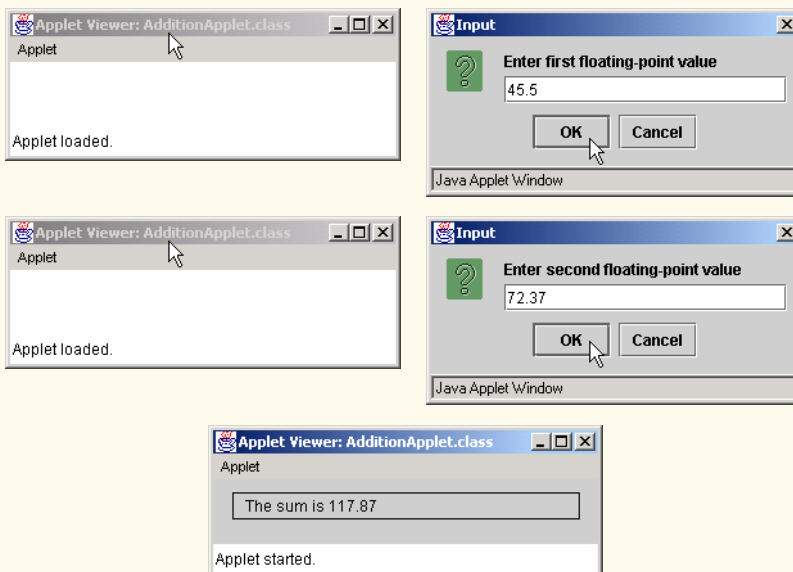 Applet Viewer: AdditionApplet.class
Applet
Applet loaded.
Input
Enter first floating-point value
45.5
OK
Cancel
Java Applet Window
Applet Viewer: AdditionApplet.class
Applet
Applet loaded.
Input
Enter second floating-point value
72.37
OK
Cancel
Java Applet Window
Applet Viewer: AdditionApplet.class
Applet
The sum is 117.87
Applet started.